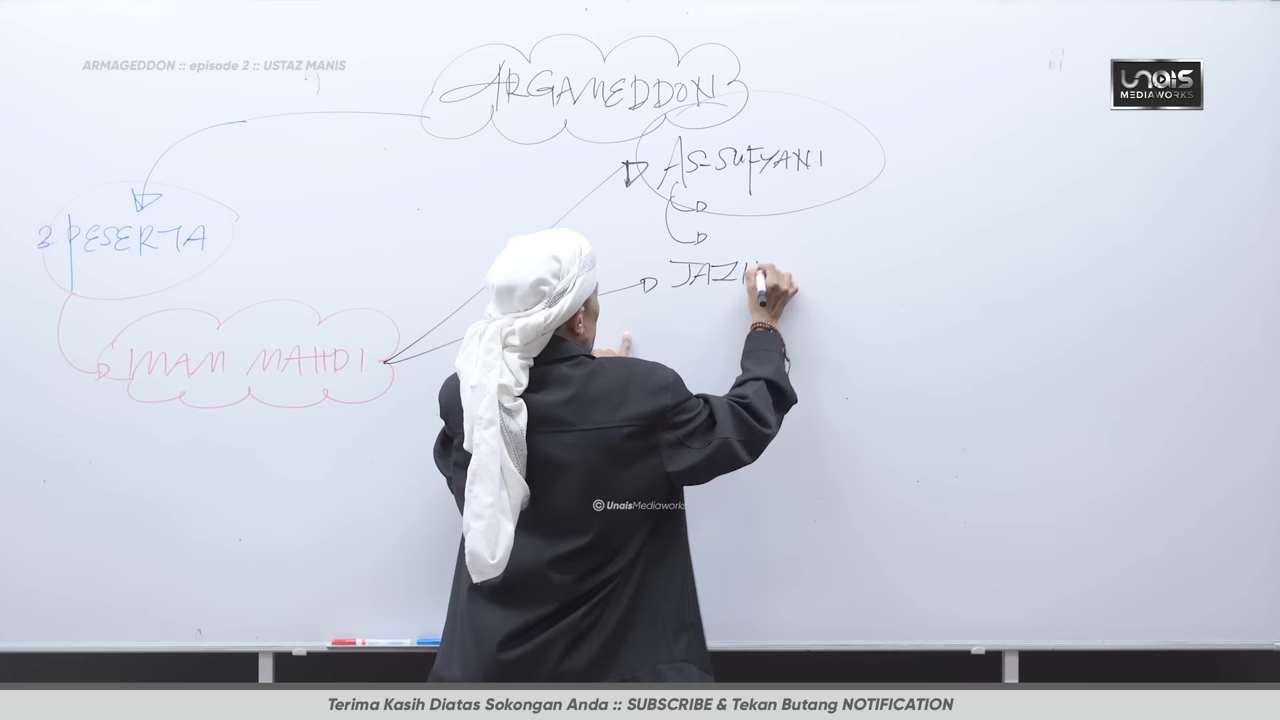 ARMAGEDDON :: episode 2 :: USTAZ MANIS
UNAIS
MEDIAWORKS
ARGAMEDDON
AS-SUFYANI
3 PESERTA
JAZI
IMAM MAHDI
© UnaisMediaworks
Terima Kasih Diatas Sokongan Anda :: SUBSCRIBE & Tekan Butang NOTIFICATION